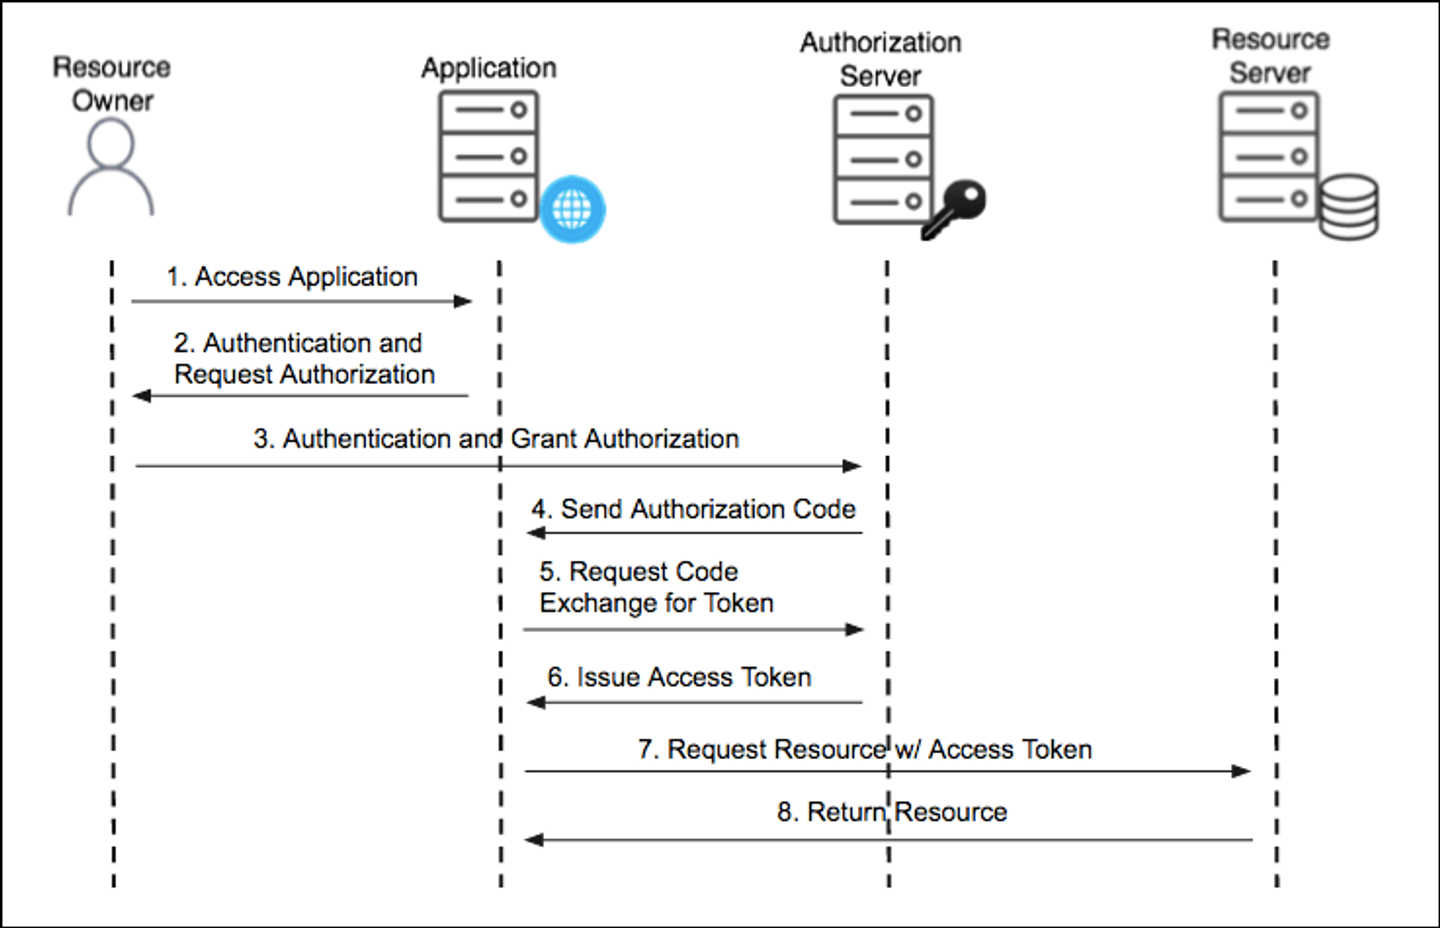 Resource
Owner
Application
Authorization
Server
Resource
Server
1. Access Application
2. Authentication and
Request Authorization
3. Authentication and Grant Authorization
4. Send Authorization Code
5. Request Code
Exchange for Token
6. Issue Access Token
7. Request Resource w/ Access Token
8. Return Resource